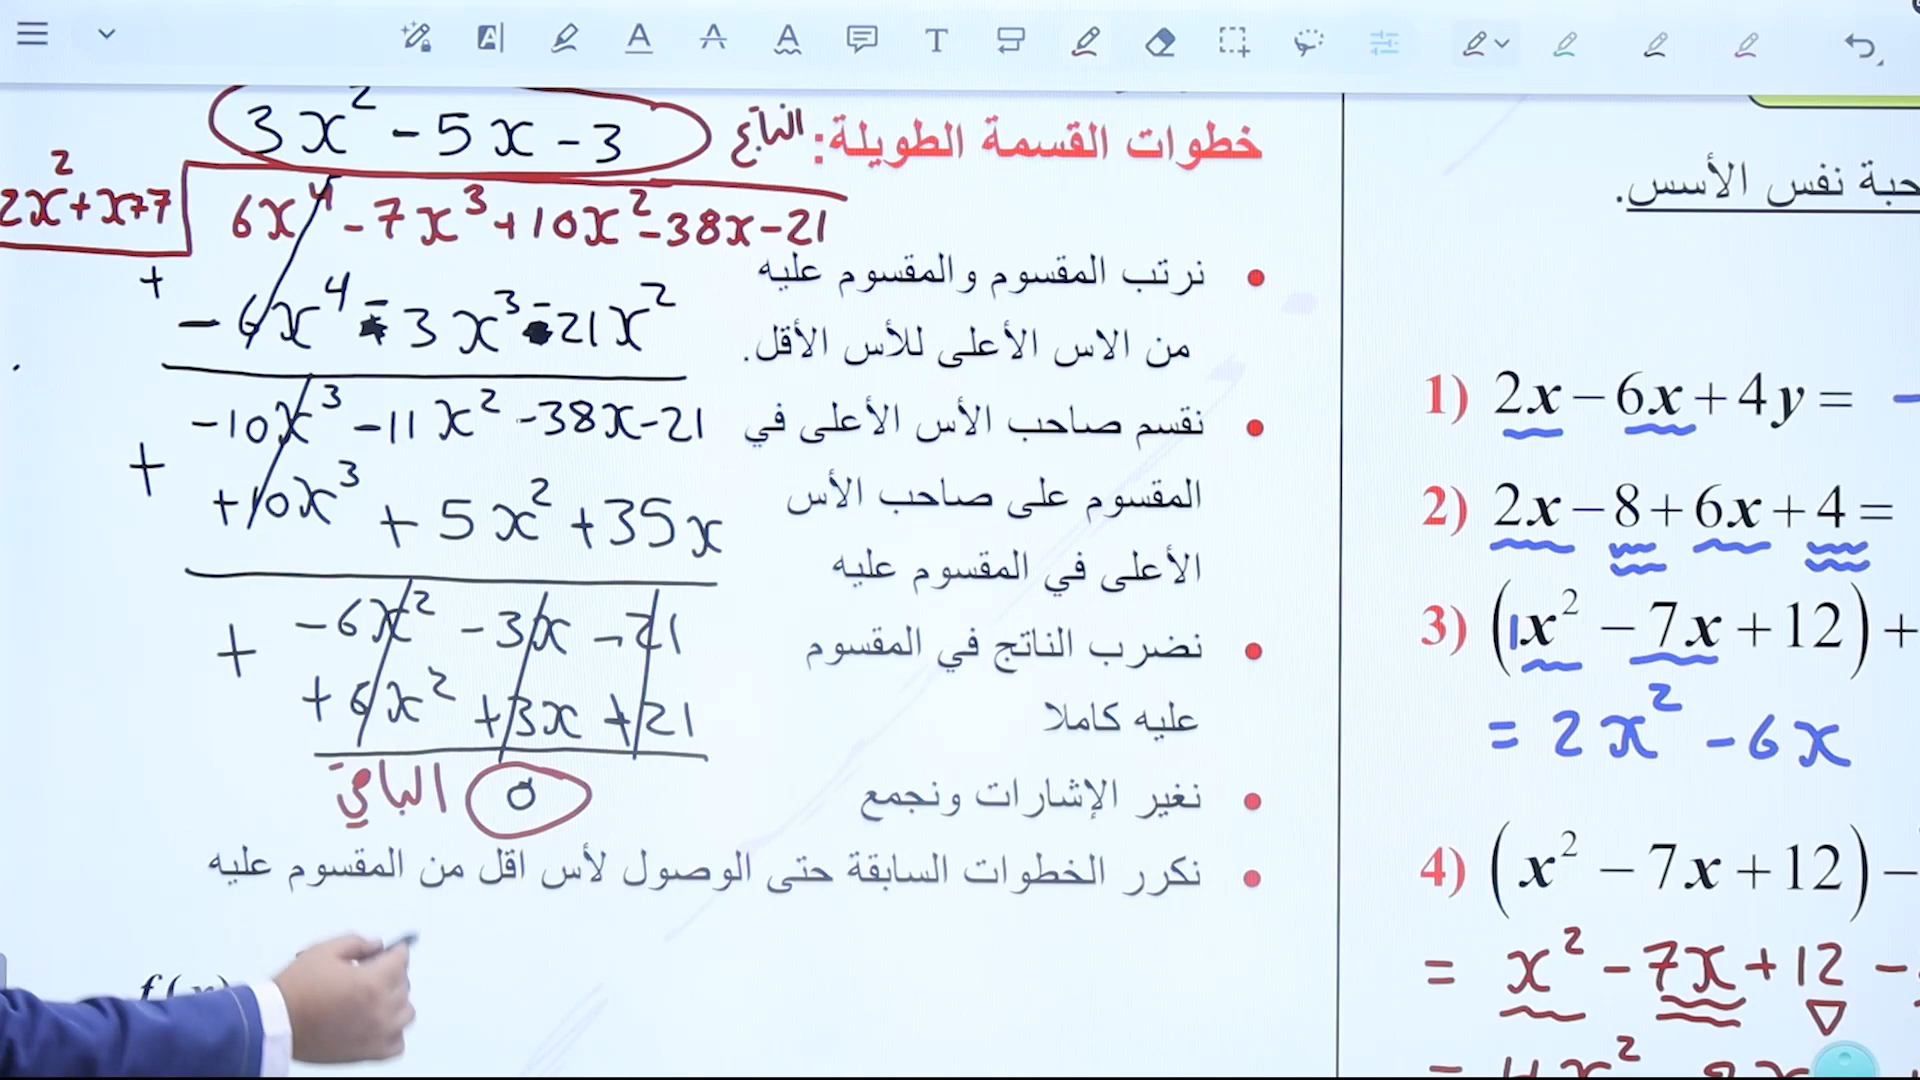 خطوات القسمة الطويلة:
الناتج
3x² - 5x - 3
2x² + x + 7
6x⁴ - 7x³ + 10x² - 38x - 21
+
- 6x⁴ - 3x³ - 21x²
- 10x³ - 11x² - 38x - 21
+
+ 10x³ + 5x² + 35x
- 6x² - 3x - 21
+
+ 6x² + 3x + 21
0
الباقي
• نرتب المقسوم والمقسوم عليه
من الاس الأعلى للأس الأقل.
• نقسم صاحب الأس الأعلى في
المقسوم على صاحب الأس
الأعلى في المقسوم عليه
• نضرب الناتج في المقسوم
عليه كاملا
• نغير الإشارات ونجمع
• نكرر الخطوات السابقة حتى الوصول لأس اقل من المقسوم عليه
نفس الأسس.
1) 2x - 6x + 4y = -
2) 2x - 8 + 6x + 4 =
3) (1x² - 7x + 12) +
= 2x² - 6x
4) (x² - 7x + 12) -
= x² - 7x + 12 -